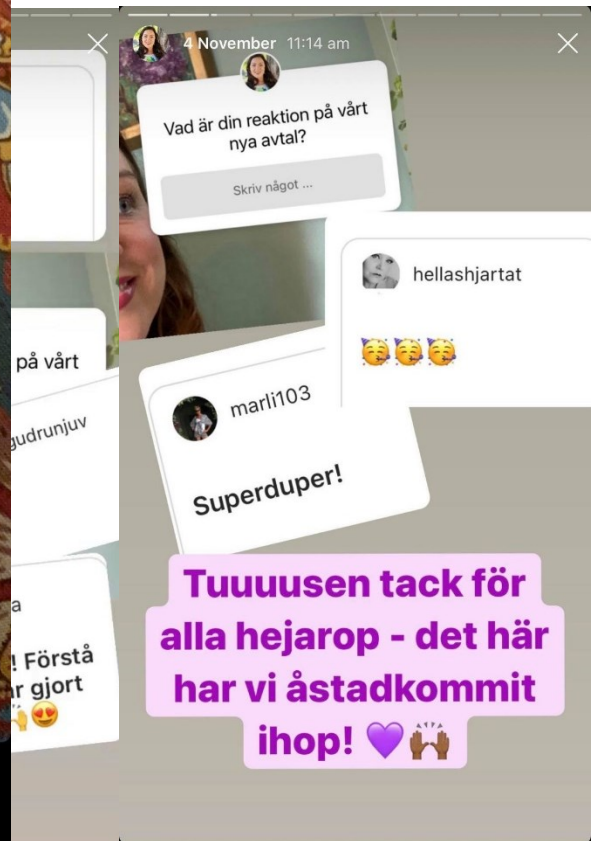 4 November 11:14 am
Vad är din reaktion på vårt
nya avtal?
Skriv något ...
hellashjartat
🥳🥳🥳
marli103
Superduper!
Tuuuusen tack för
alla hejarop - det här
har vi åstadkommit
ihop! 💜🙌🏾
på vårt
gudrunjuv
a
! Förstå
r gjort
😍